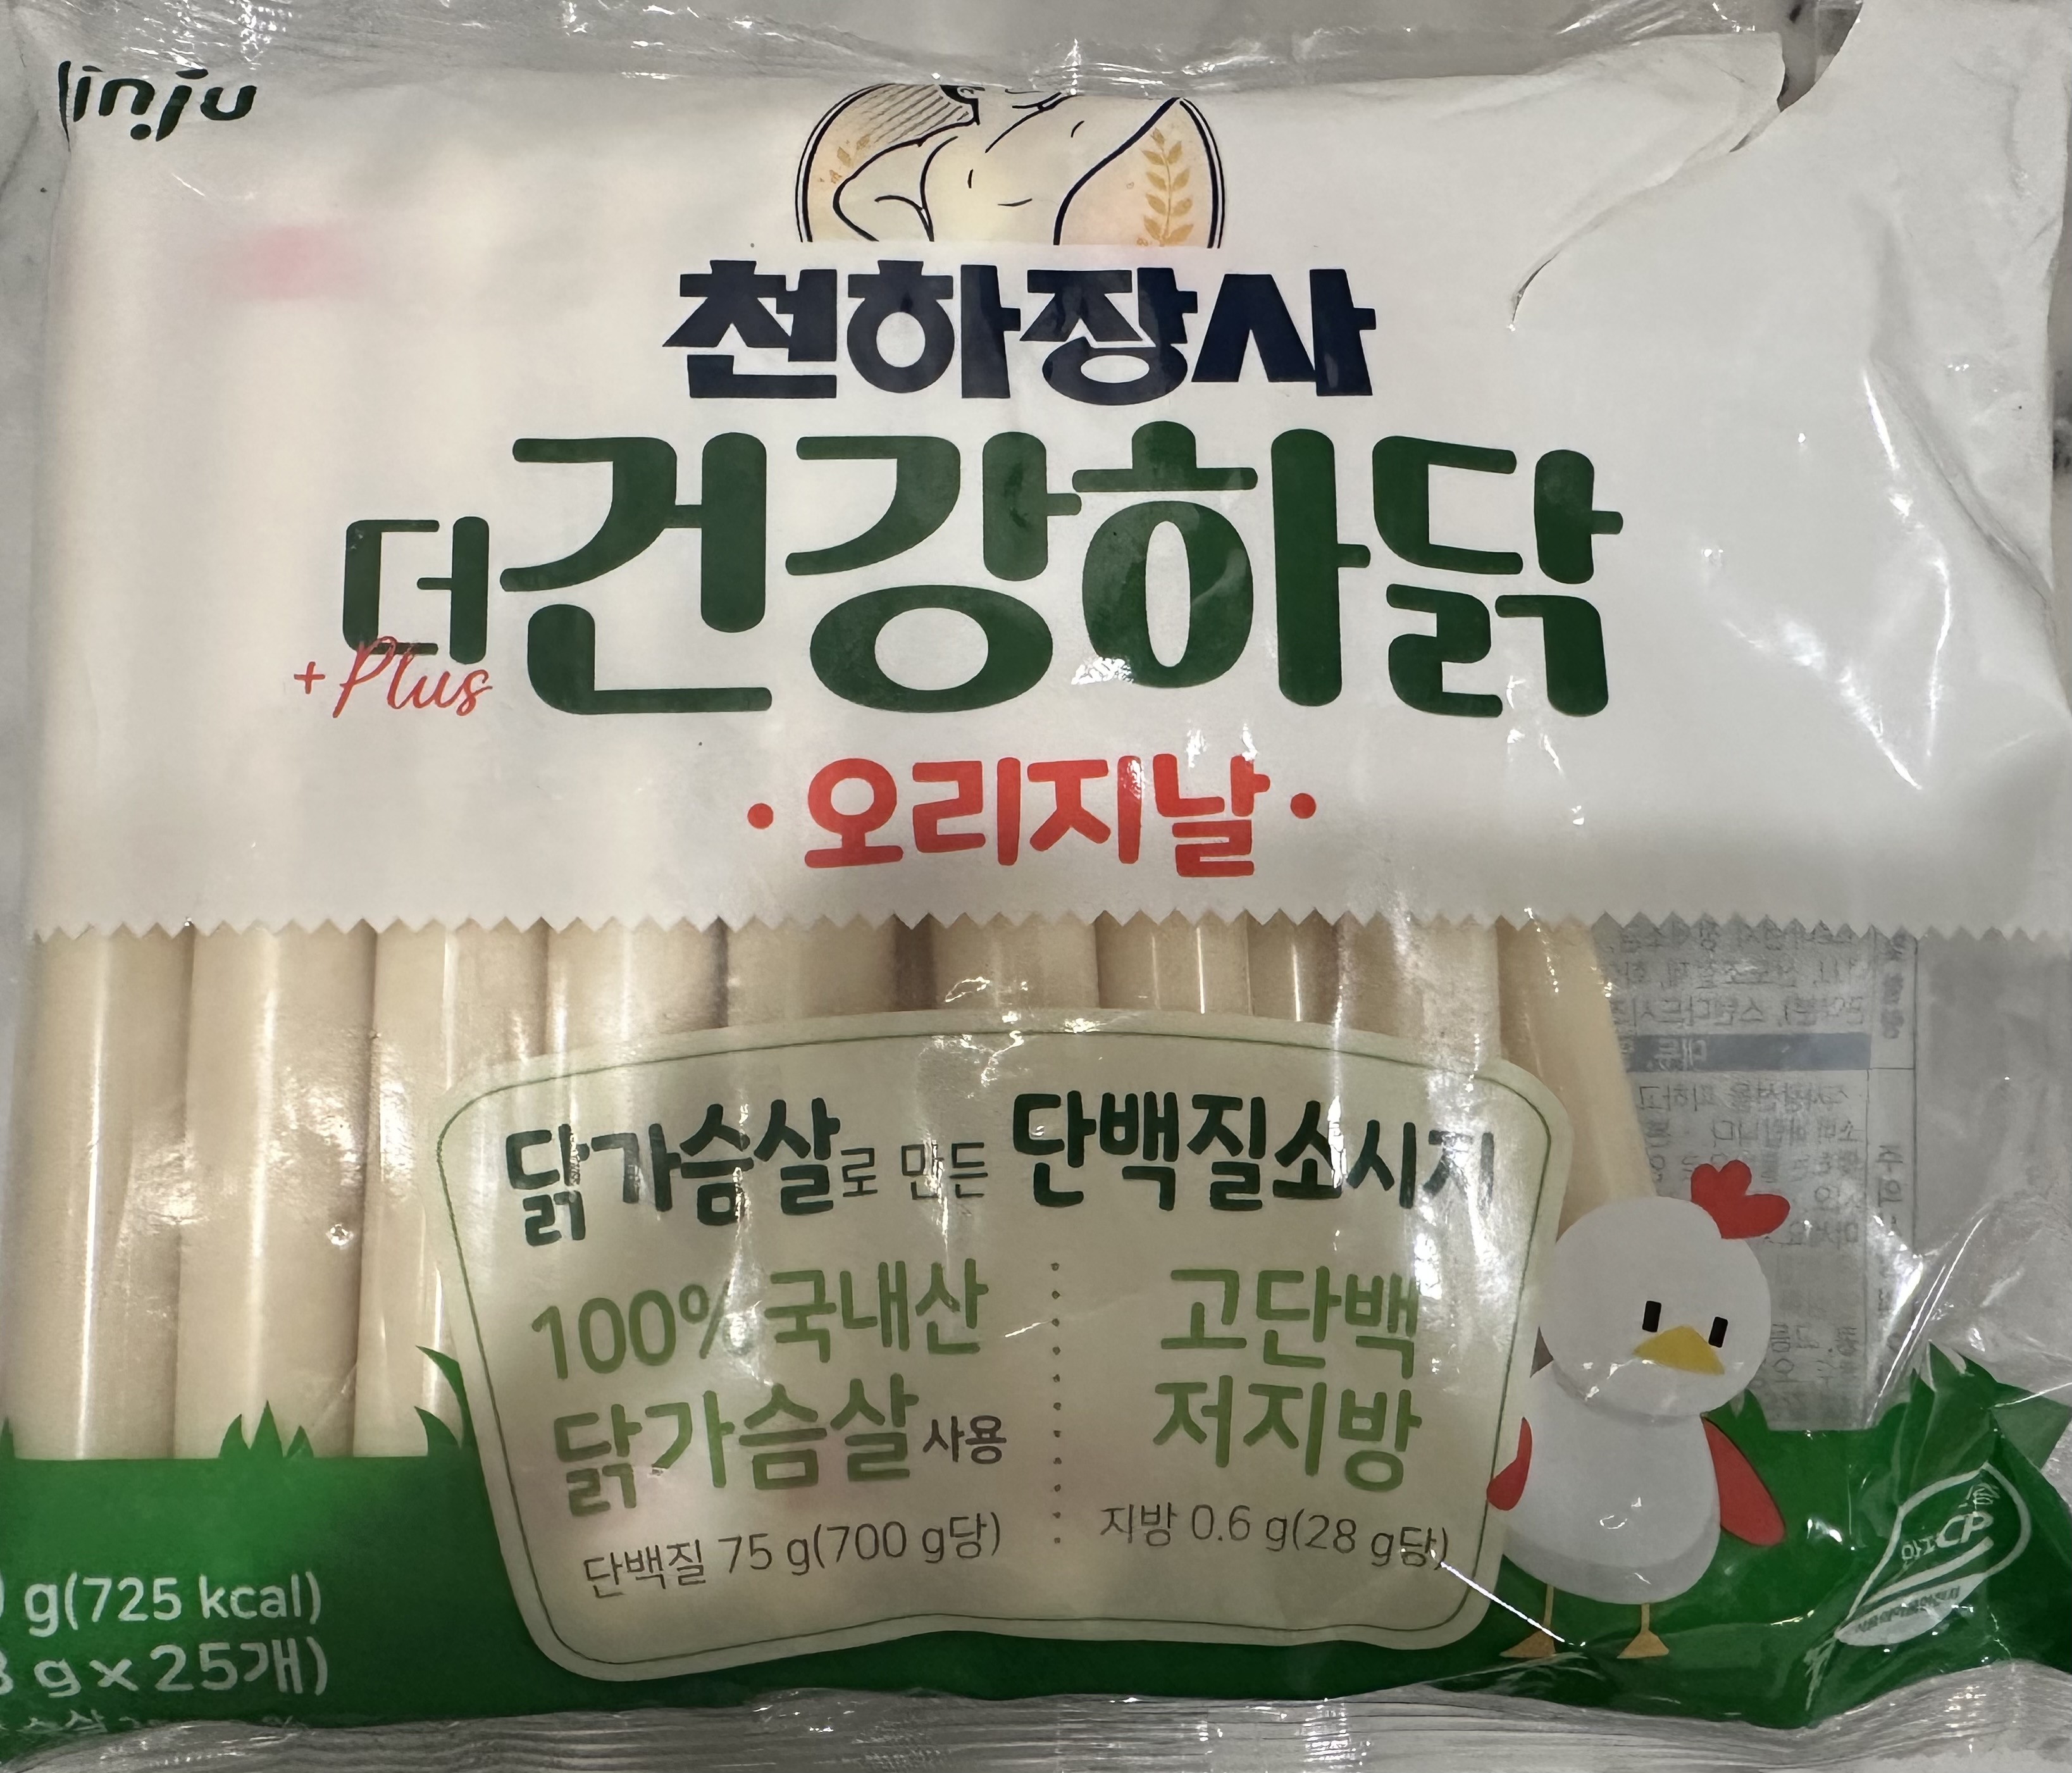 Jinju
천하장사
더건강하닭
+Plus
·오리지날·
닭가슴살로 만든 단백질소시지
100% 국내산
닭가슴살사용
단백질 75 g(700 g당)
고단백
저지방
지방 0.6 g(28 g당)
g(725 kcal)
g x 25개)